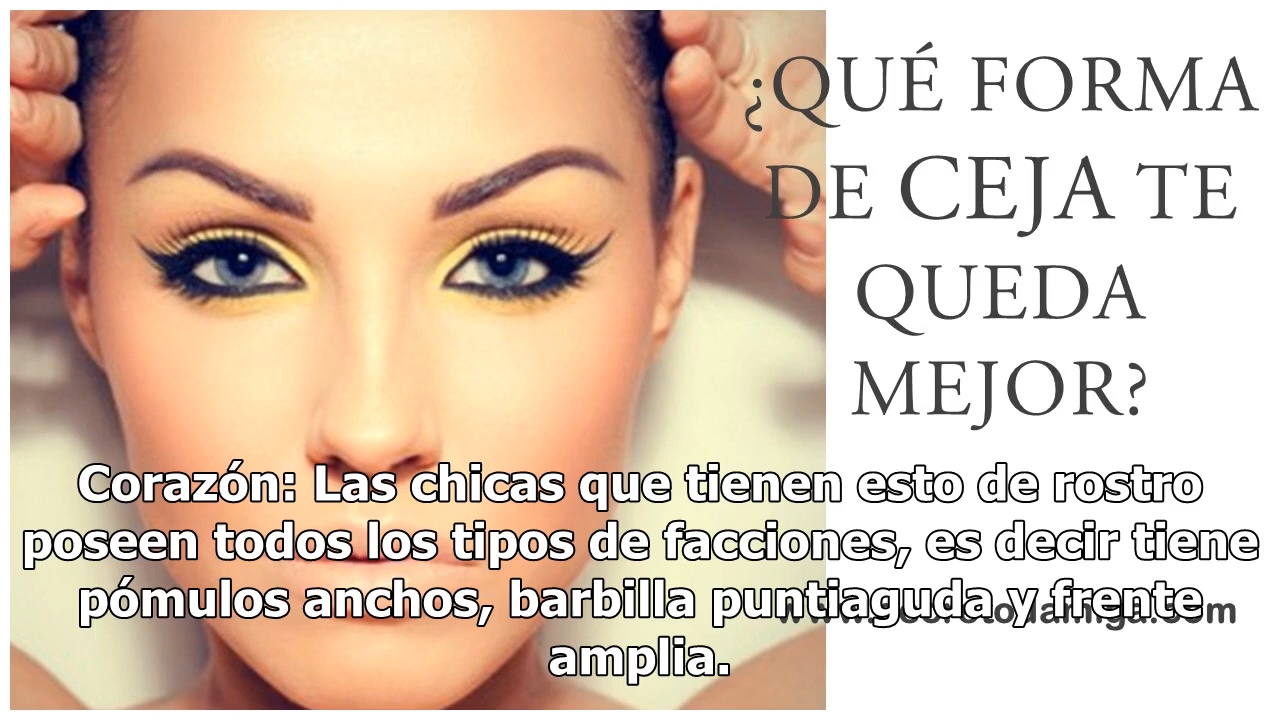 ¿QUÉ FORMA
DE CEJA TE
QUEDA
MEJOR?
Corazón: Las chicas que tienen esto de rostro
poseen todos los tipos de facciones, es decir tiene
pómulos anchos, barbilla puntiaguda y frente
amplia.